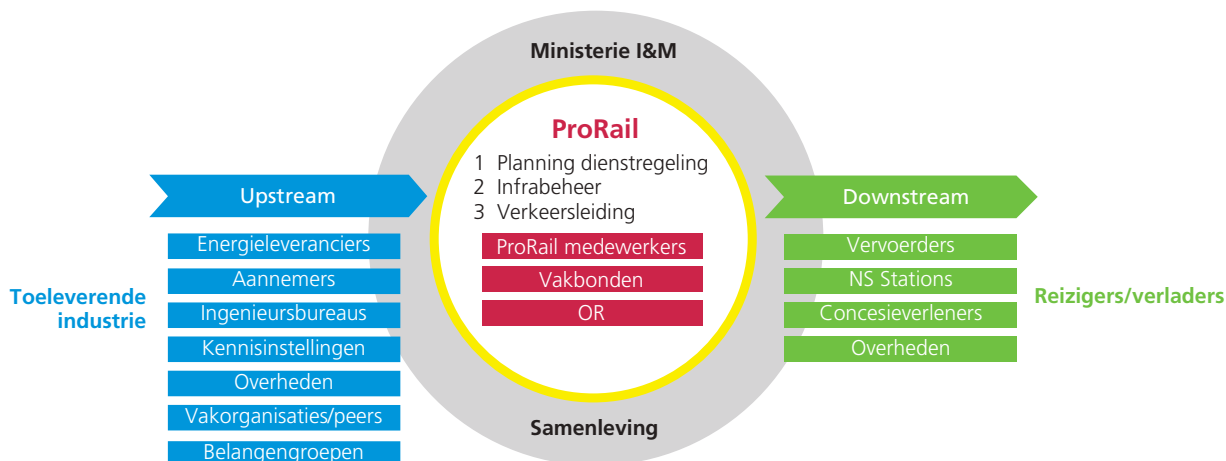 Ministerie I&M
ProRail
1 Planning dienstregeling
2 Infrabeheer
3 Verkeersleiding
ProRail medewerkers
Vakbonden
OR
Samenleving
Toeleverende
industrie
Upstream
Energieleveranciers
Aannemers
Ingenieursbureaus
Kennisinstellingen
Overheden
Vakorganisaties/peers
Belangengroepen
Downstream
Vervoerders
NS Stations
Concesieverleners
Overheden
Reizigers/verladers